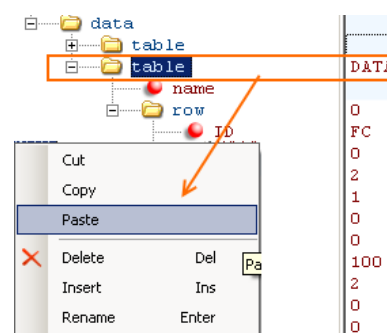 data
table
table DATA
name
row 0
ID FC
0
Cut
2
Copy
1
Paste
0
0
Delete Del Pa
100
Insert Ins
2
0
Rename Enter
0